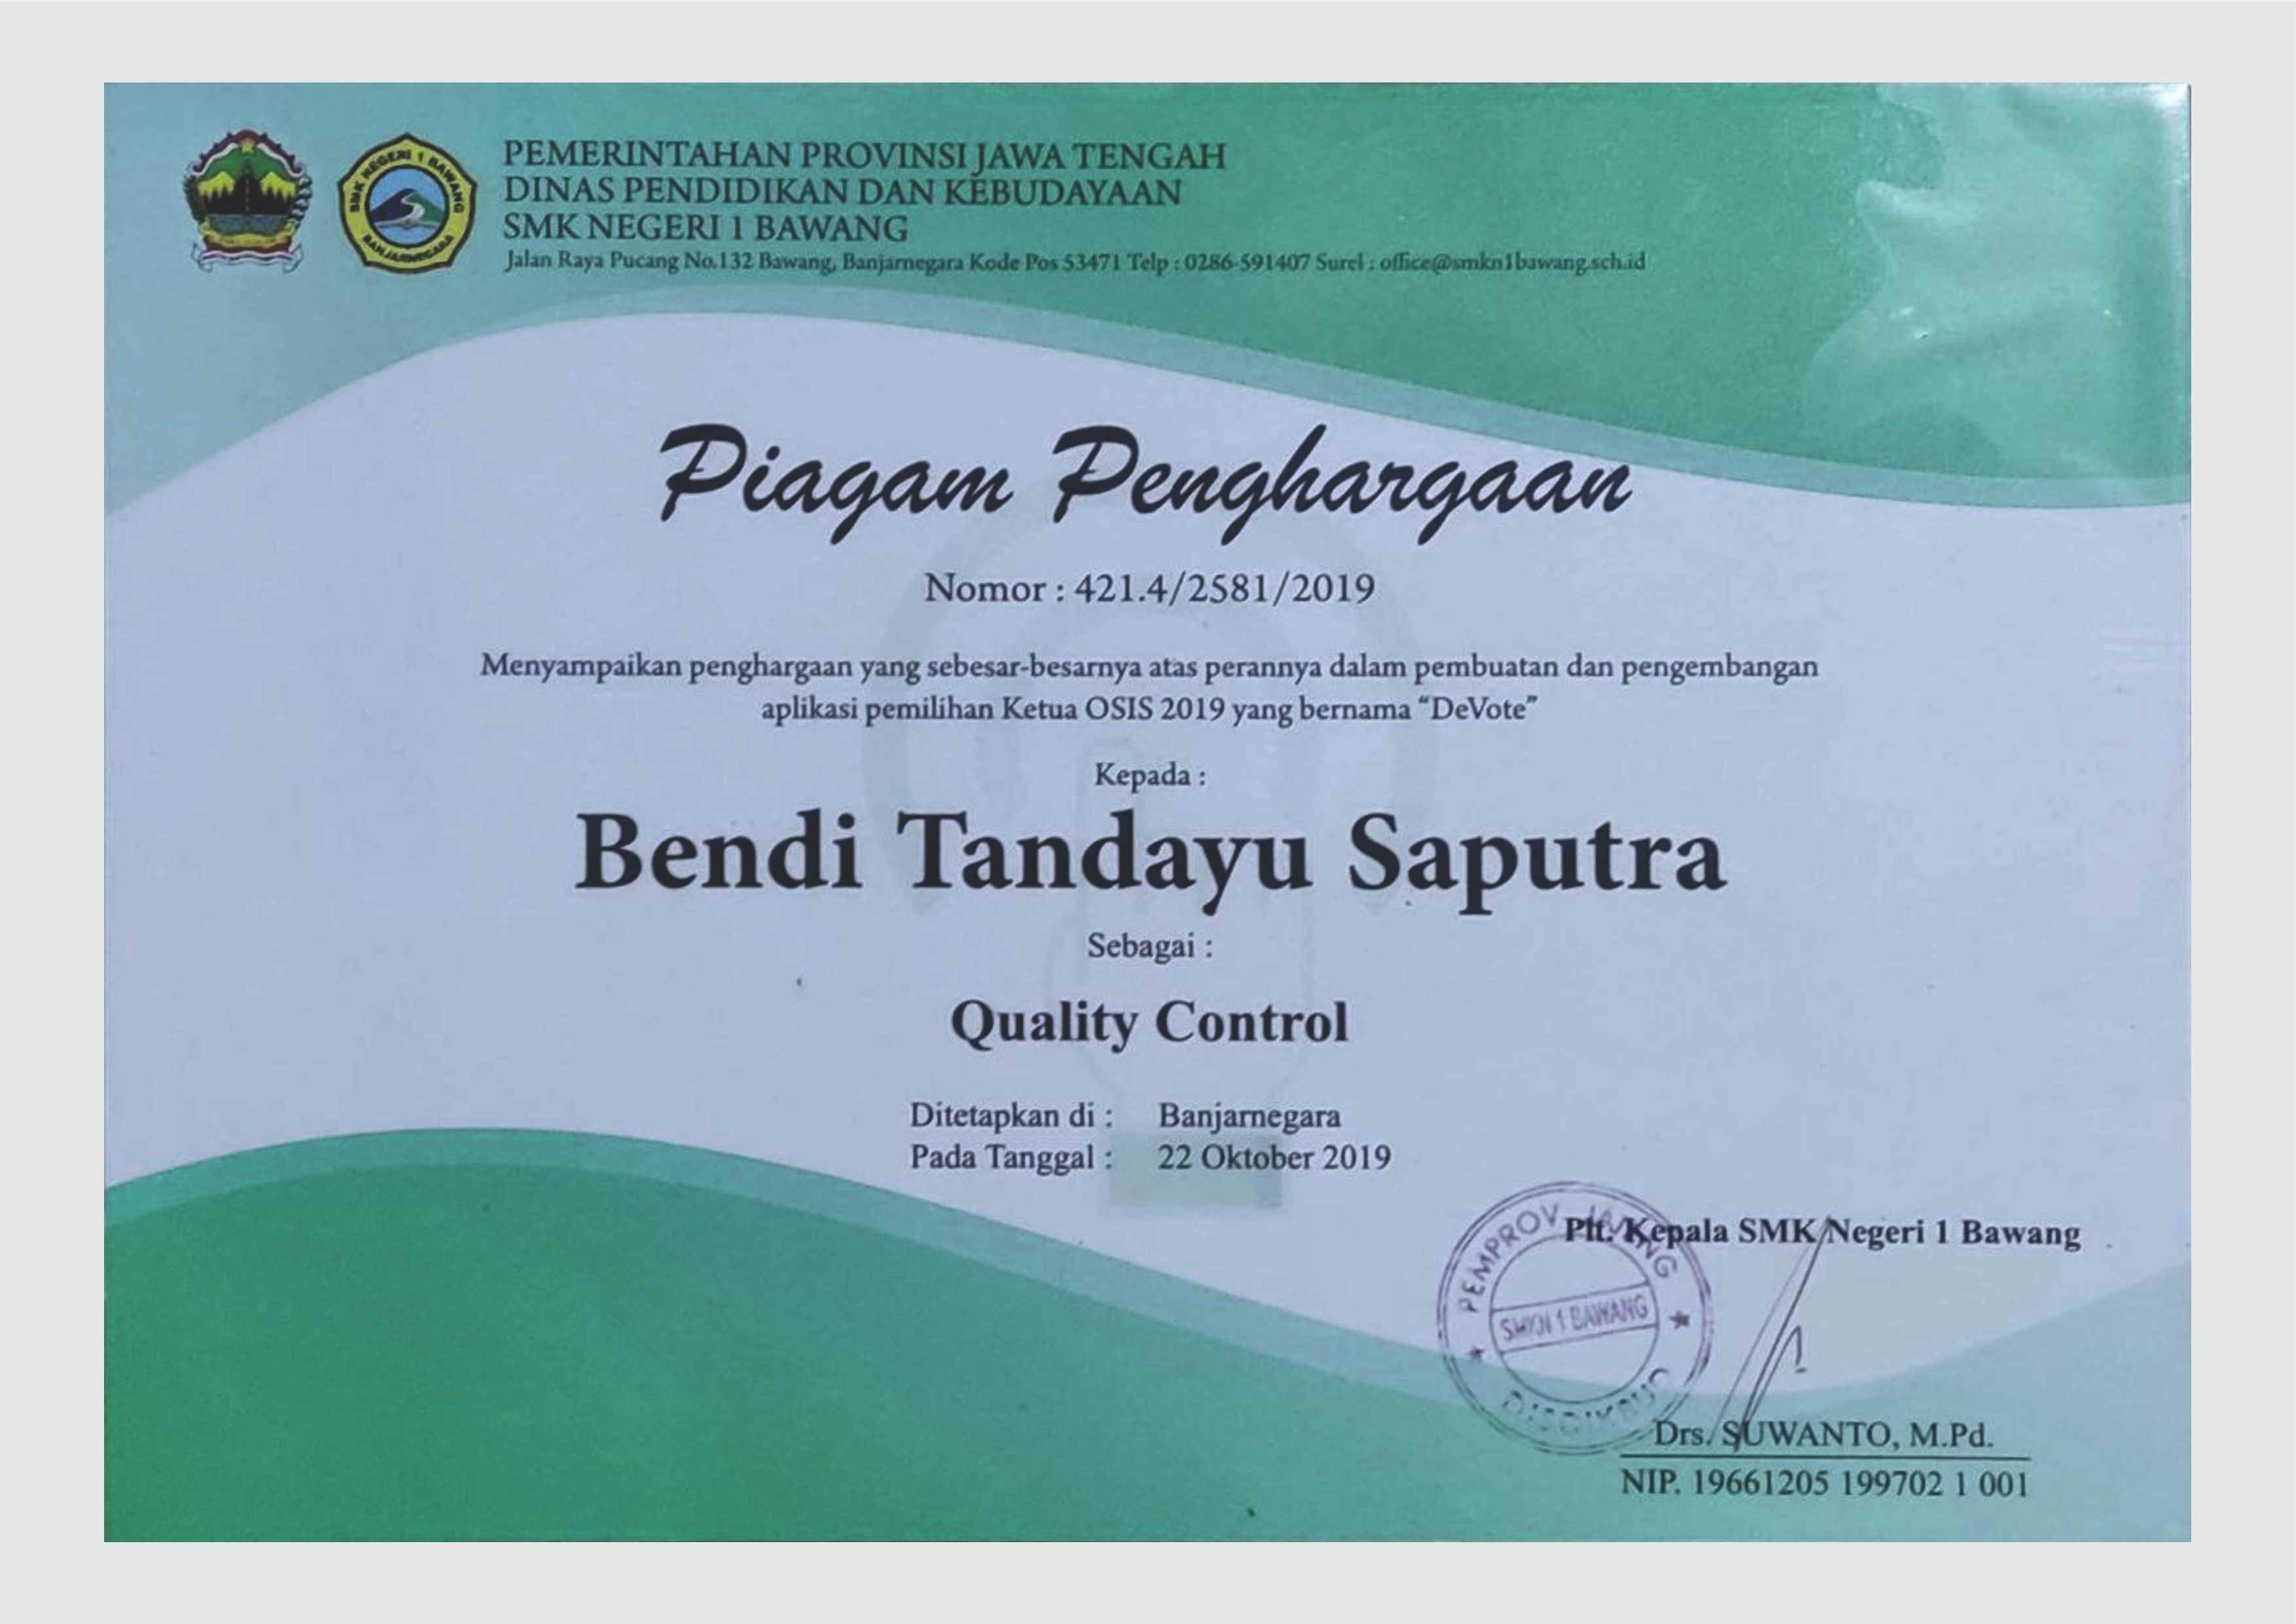 PEMERINTAHAN PROVINSI JAWA TENGAH
DINAS PENDIDIKAN DAN KEBUDAYAAN
SMK NEGERI 1 BAWANG
Jalan Raya Pucang No.132 Bawang, Banjarnegara Kode Pos 53471 Telp : 0286-591407 Surel : office@smkn1bawang.sch.id
SMK NEGERI 1 BAWANG
BANJARNEGARA
Piagam Penghargaan
Nomor : 421.4/2581/2019
Menyampaikan penghargaan yang sebesar-besarnya atas perannya dalam pembuatan dan pengembangan
aplikasi pemilihan Ketua OSIS 2019 yang bernama “DeVote”
Kepada :
Bendi Tandayu Saputra
Sebagai :
Quality Control
Ditetapkan di : Banjarnegara
Pada Tanggal : 22 Oktober 2019
Plt. Kepala SMK Negeri 1 Bawang
PEMPROV JATENG
SMKN 1 BAWANG
DISDIKBUD
Drs. SUWANTO, M.Pd.
NIP. 19661205 199702 1 001